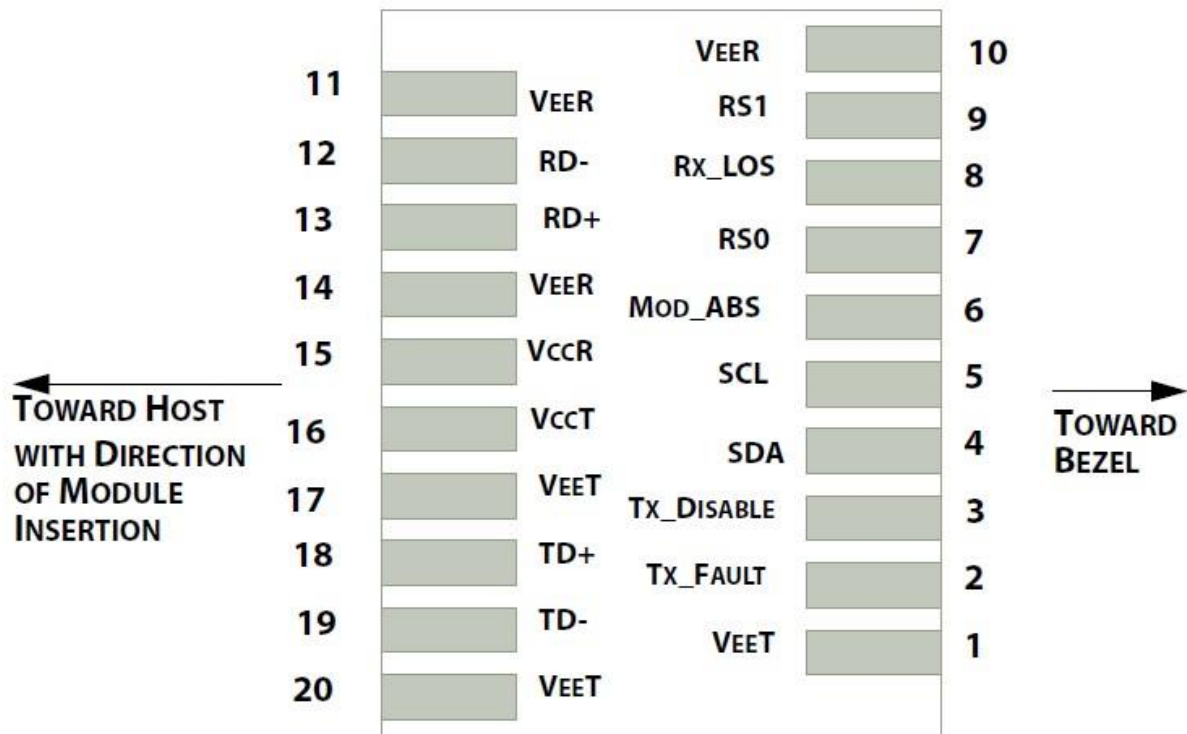 VEER 10
11 VEER
RS1 9
12 RD-
RX_LOS 8
13 RD+
RS0 7
14 VEER
MOD_ABS 6
15 VCCR
SCL 5
TOWARD HOST
WITH DIRECTION
OF MODULE
INSERTION
TOWARD
BEZEL
16 VCCT
SDA 4
17 VEET
TX_DISABLE 3
18 TD+
TX_FAULT 2
19 TD-
VEET 1
20 VEET